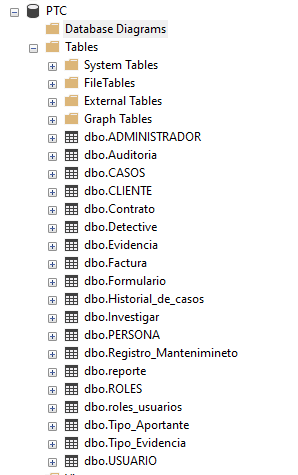 PTC
Database Diagrams
Tables
System Tables
FileTables
External Tables
Graph Tables
dbo.ADMINISTRADOR
dbo.Auditoria
dbo.CASOS
dbo.CLIENTE
dbo.Contrato
dbo.Detective
dbo.Evidencia
dbo.Factura
dbo.Formulario
dbo.Historial_de_casos
dbo.Investigar
dbo.PERSONA
dbo.Registro_Mantenimineto
dbo.reporte
dbo.ROLES
dbo.roles_usuarios
dbo.Tipo_Aportante
dbo.Tipo_Evidencia
dbo.USUARIO